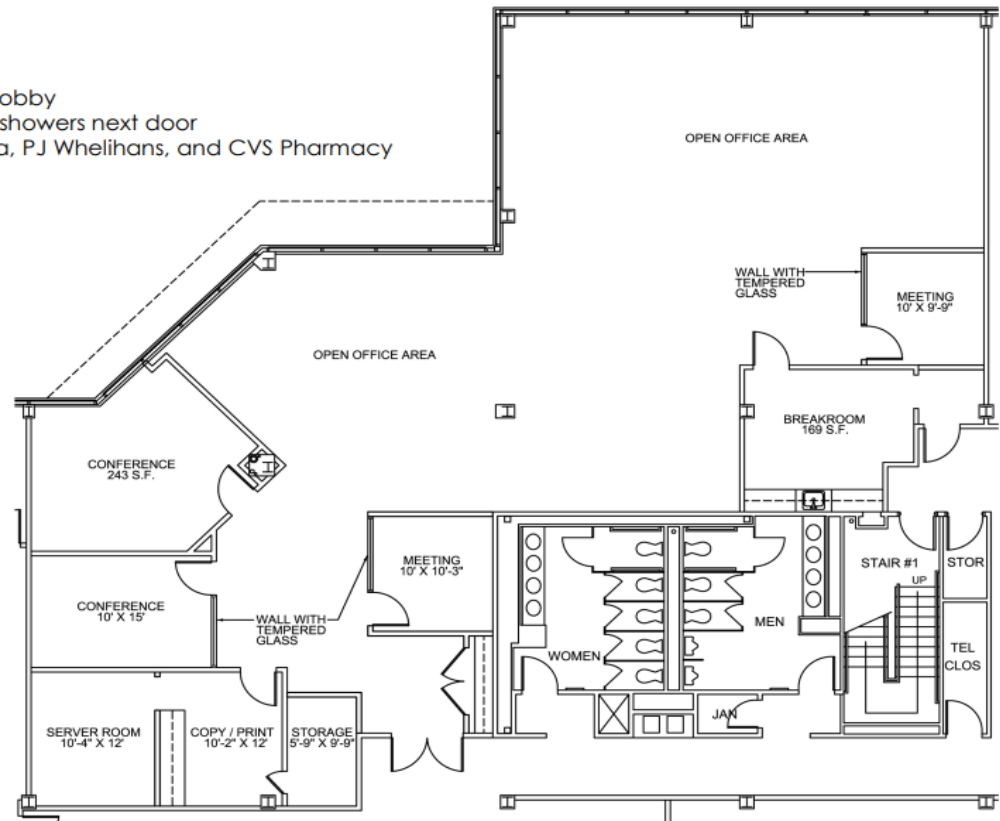 obby
showers next door
a, PJ Whelihans, and CVS Pharmacy
OPEN OFFICE AREA
WALL WITH
TEMPERED
GLASS
MEETING
10' X 9'-9"
OPEN OFFICE AREA
BREAKROOM
169 S.F.
CONFERENCE
243 S.F.
MEETING
10' X 10'-3"
STAIR #1
UP
STOR
CONFERENCE
10' X 15'
WALL WITH
TEMPERED
GLASS
MEN
WOMEN
TEL
CLOS
JAN
SERVER ROOM
10'-4" X 12'
COPY / PRINT
10'-2" X 12'
STORAGE
5'-9" X 9'-9"